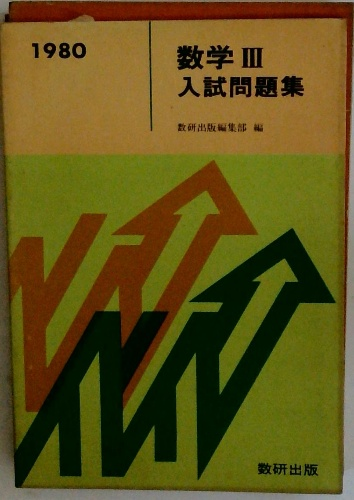 1980
数学 III
入試問題集
数研出版編集部 編
数研出版